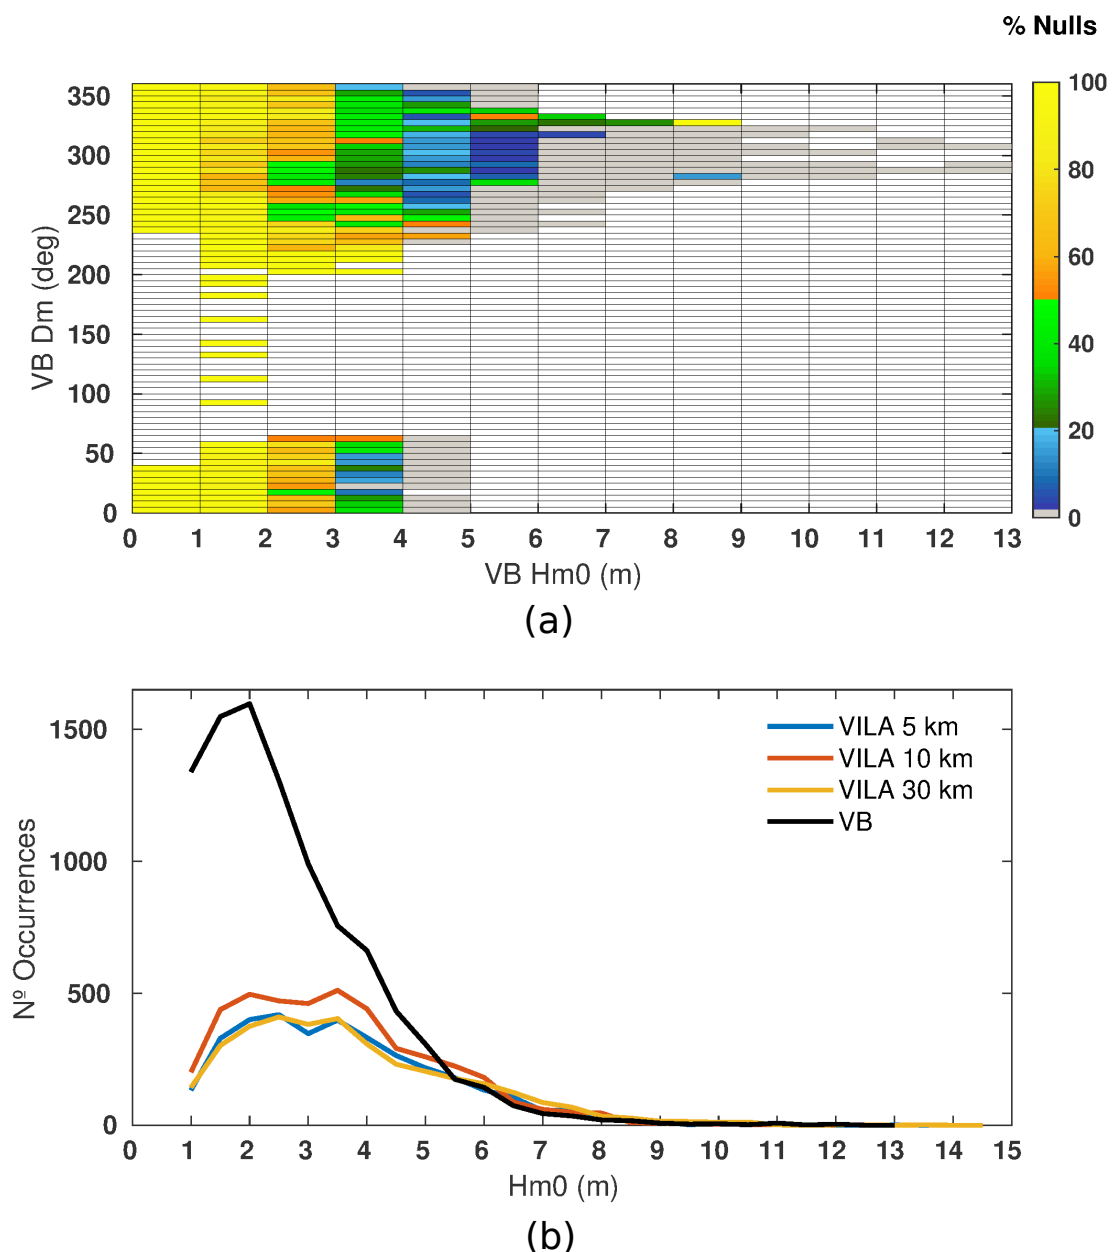 % Nulls
350
300
250
200
150
100
50
0
VB Dm (deg)
0 1 2 3 4 5 6 7 8 9 10 11 12 13
VB Hm0 (m)
100
80
60
40
20
0
(a)
1500
1000
500
0
Nº Occurrences
VILA 5 km
VILA 10 km
VILA 30 km
VB
0 1 2 3 4 5 6 7 8 9 10 11 12 13 14 15
Hm0 (m)
(b)